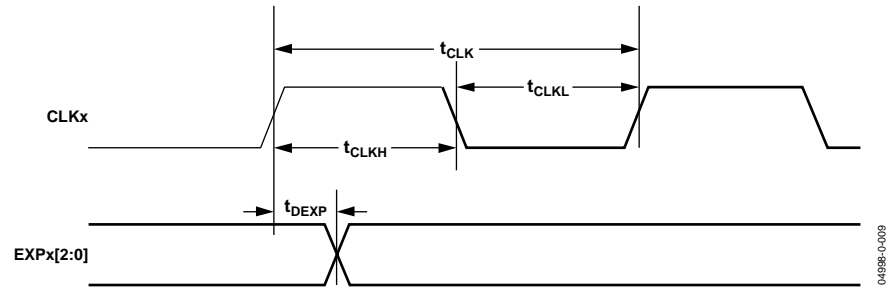 tCLK
tCLKL
CLKx
tCLKH
tDEXP
EXPx[2:0]
04998-0-009